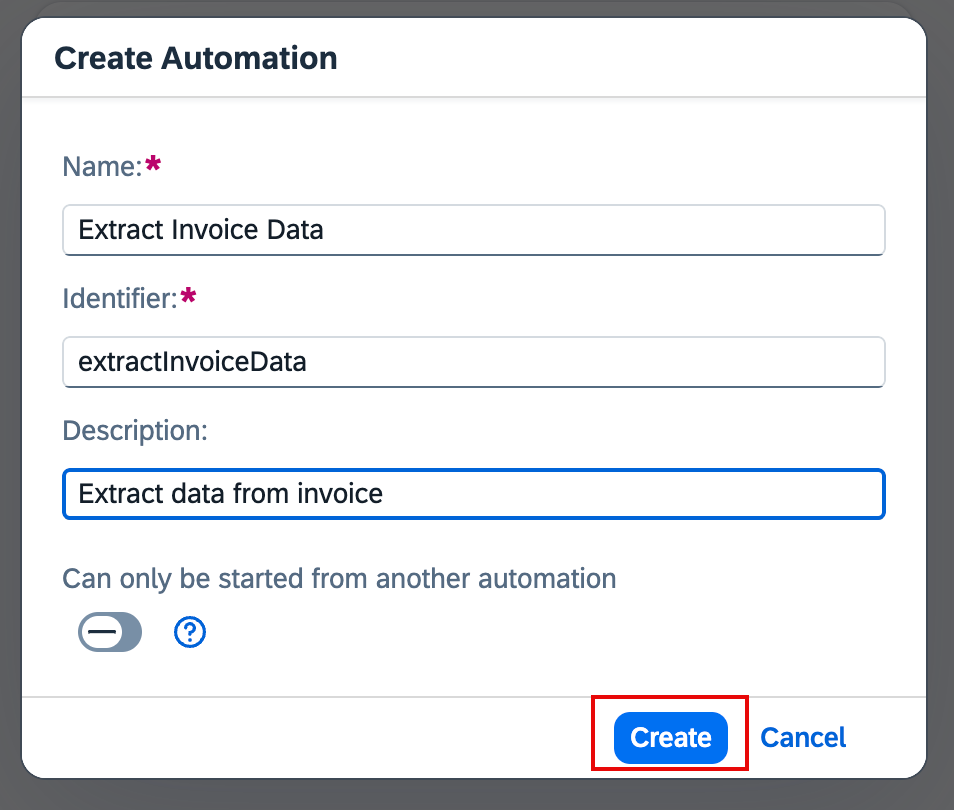 Create Automation
Name:*
Extract Invoice Data
Identifier:*
extractInvoiceData
Description:
Extract data from invoice
Can only be started from another automation
?
Create Cancel